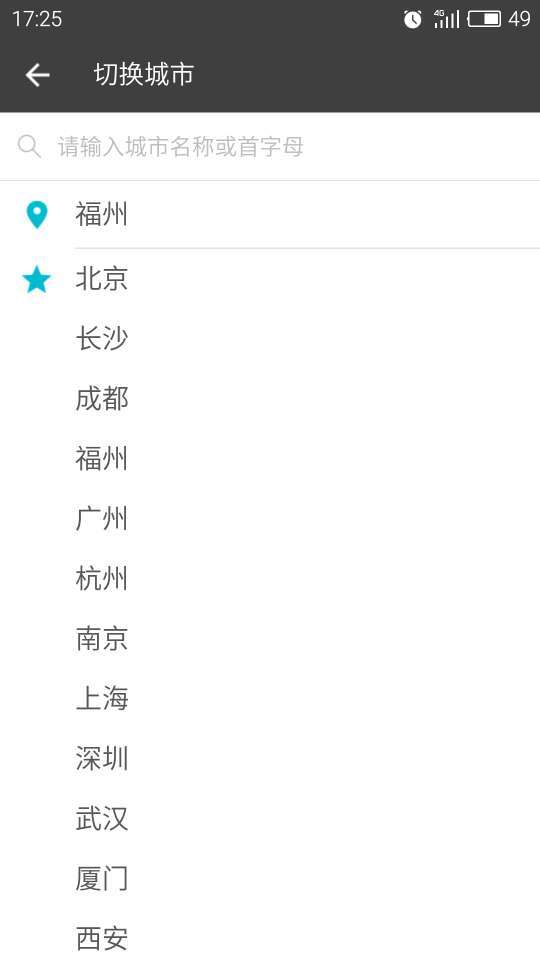 17:25 4G 49
切换城市
请输入城市名称或首字母
福州
北京
长沙
成都
福州
广州
杭州
南京
上海
深圳
武汉
厦门
西安